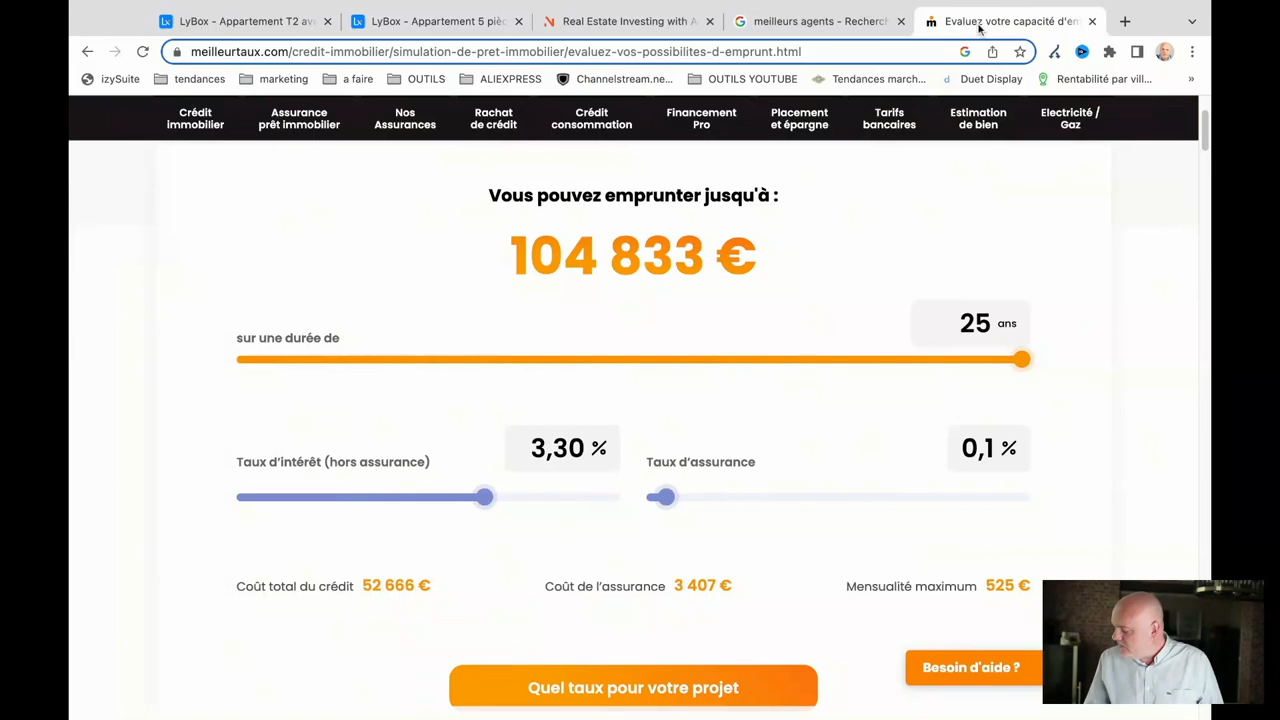 LyBox - Appartement T2 av
LyBox - Appartement 5 pièc
Real Estate Investing with A
meilleurs agents - Recherc
Evaluez votre capacité d'em
meilleurtaux.com/credit-immobilier/simulation-de-pret-immobilier/evaluez-vos-possibilites-d-emprunt.html
izySuite
tendances
marketing
a faire
OUTILS
ALIEXPRESS
Channelstream.ne...
OUTILS YOUTUBE
Tendances march...
Duet Display
Rentabilité par vill...
»
Crédit
immobilier
Assurance
prêt immobilier
Nos
Assurances
Rachat
de crédit
Crédit
consommation
Financement
Pro
Placement
et épargne
Tarifs
bancaires
Estimation
de bien
Electricité /
Gaz
Vous pouvez emprunter jusqu'à :
104 833 €
sur une durée de
25 ans
Taux d'intérêt (hors assurance)
3,30 %
Taux d'assurance
0,1 %
Coût total du crédit 52 666 €
Coût de l'assurance 3 407 €
Mensualité maximum 525 €
Besoin d'aide ?
Quel taux pour votre projet